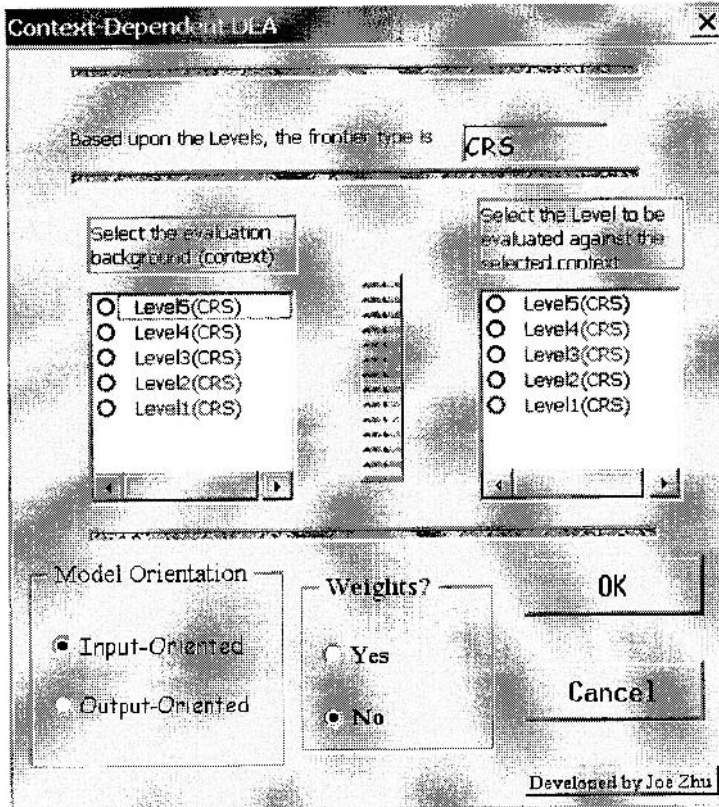 Context-Dependent DEA
Based upon the Levels, the frontier type is
CRS
Select the evaluation
background (context)
Level5(CRS)
Level4(CRS)
Level3(CRS)
Level2(CRS)
Level1(CRS)
Select the Level to be
evaluated against the
selected context
Level5(CRS)
Level4(CRS)
Level3(CRS)
Level2(CRS)
Level1(CRS)
Model Orientation
Input-Oriented
Output-Oriented
Weights?
Yes
No
OK
Cancel
Developed by Joe Zhu